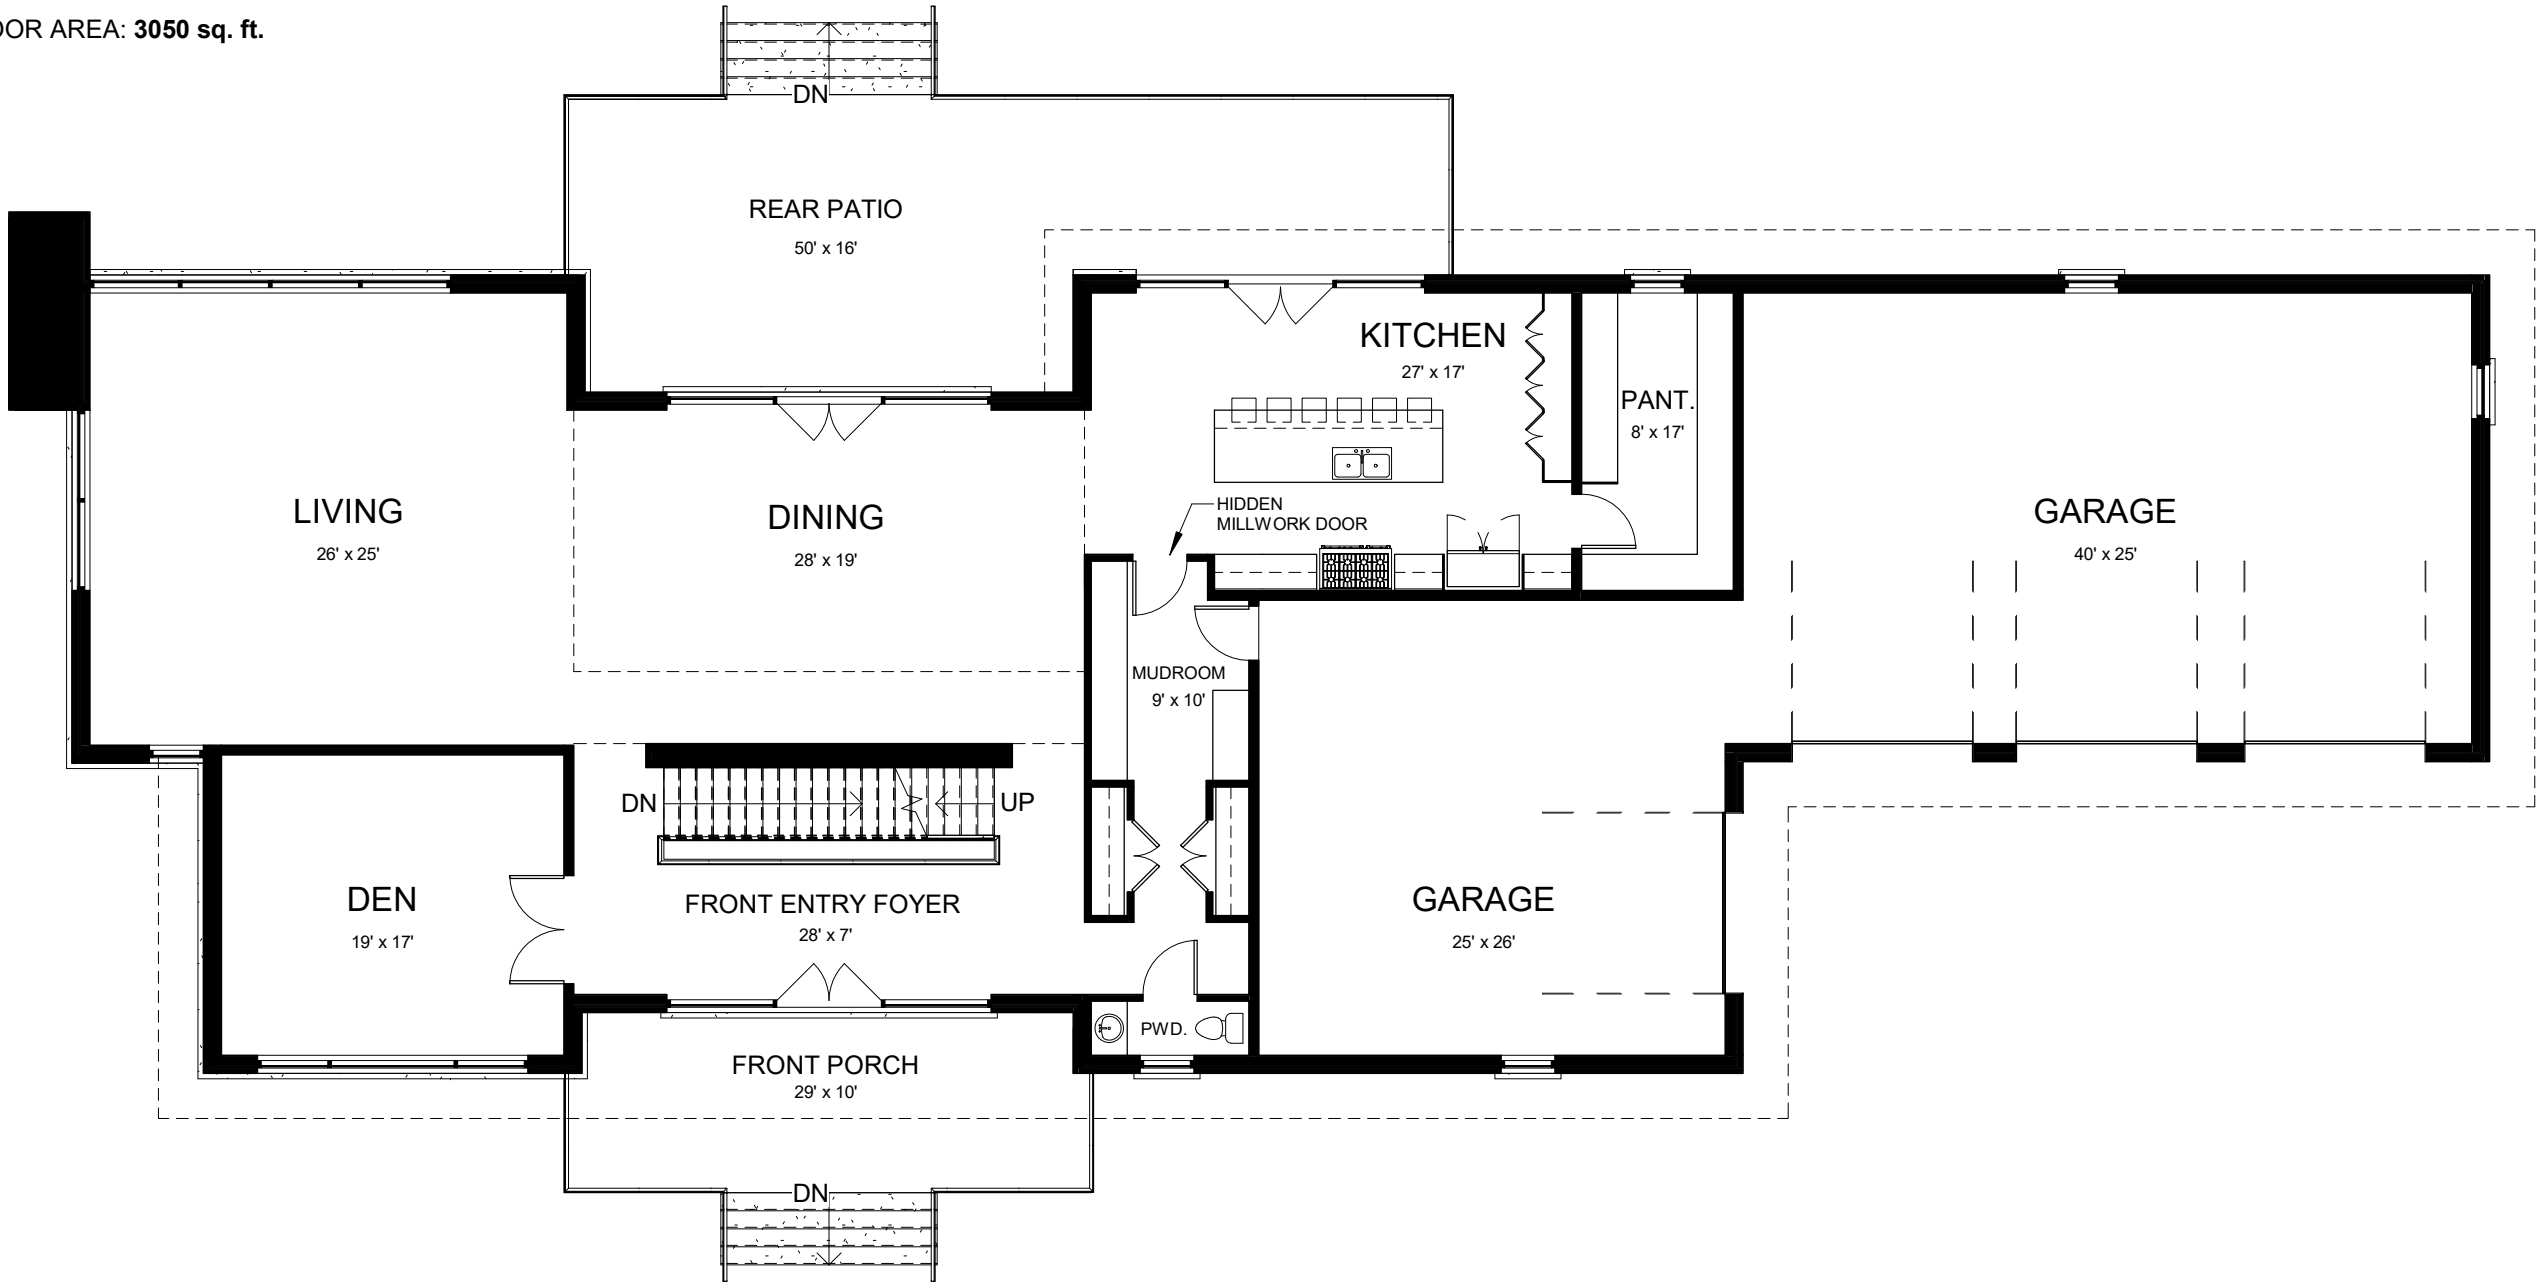 AREA: 3050 sq. ft.
DN
REAR PATIO
50' x 16'
KITCHEN
27' x 17'
PANT.
8' x 17'
HIDDEN
MILLWORK DOOR
LIVING
26' x 25'
DINING
28' x 19'
GARAGE
40' x 25'
MUDROOM
9' x 10'
DN
UP
DEN
19' x 17'
FRONT ENTRY FOYER
28' x 7'
GARAGE
25' x 26'
PWD.
FRONT PORCH
29' x 10'
DN